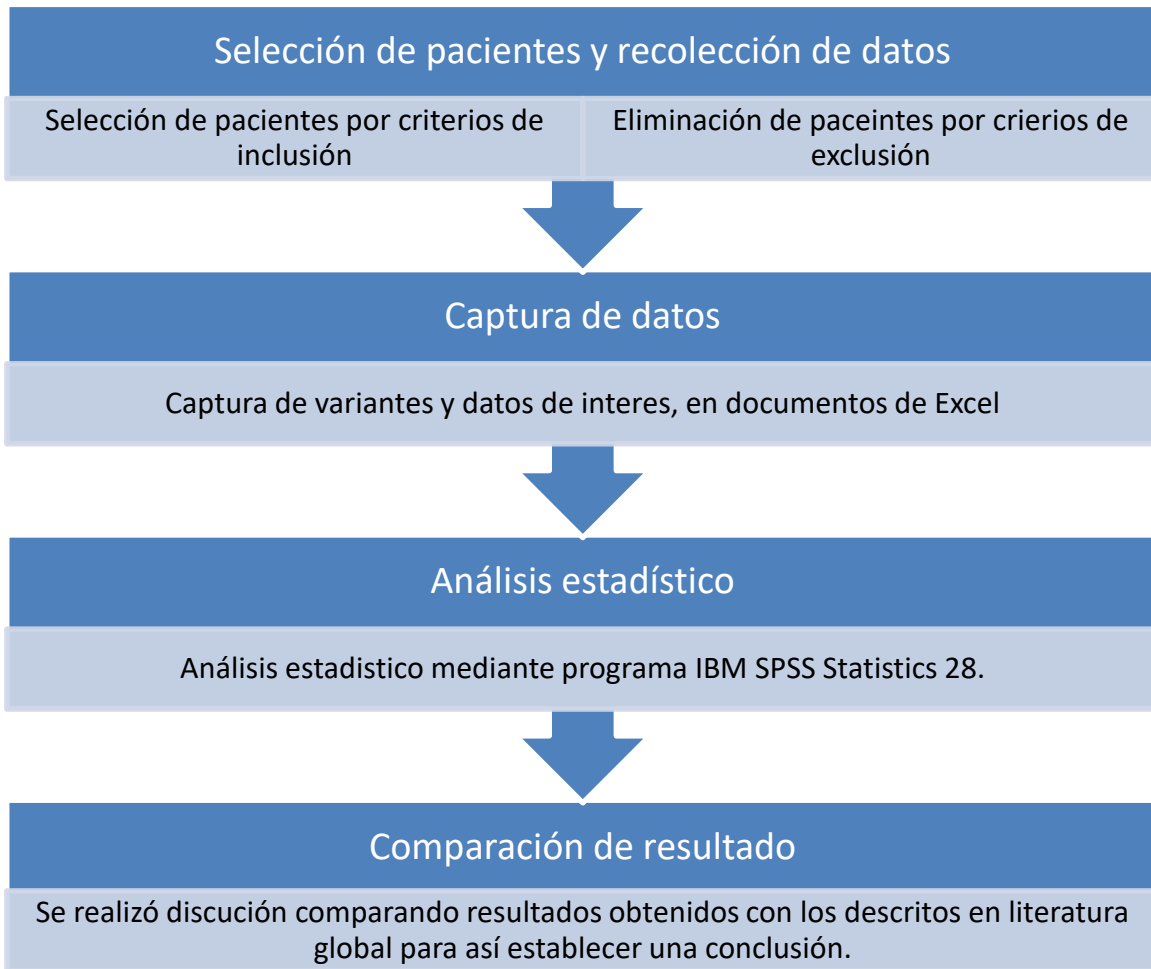 Selección de pacientes y recolección de datos
Selección de pacientes por criterios de
inclusión
Eliminación de paceintes por crierios de
exclusión
Captura de datos
Captura de variantes y datos de interes, en documentos de Excel
Análisis estadístico
Análisis estadistico mediante programa IBM SPSS Statistics 28.
Comparación de resultado
Se realizó discución comparando resultados obtenidos con los descritos en literatura
global para así establecer una conclusión.